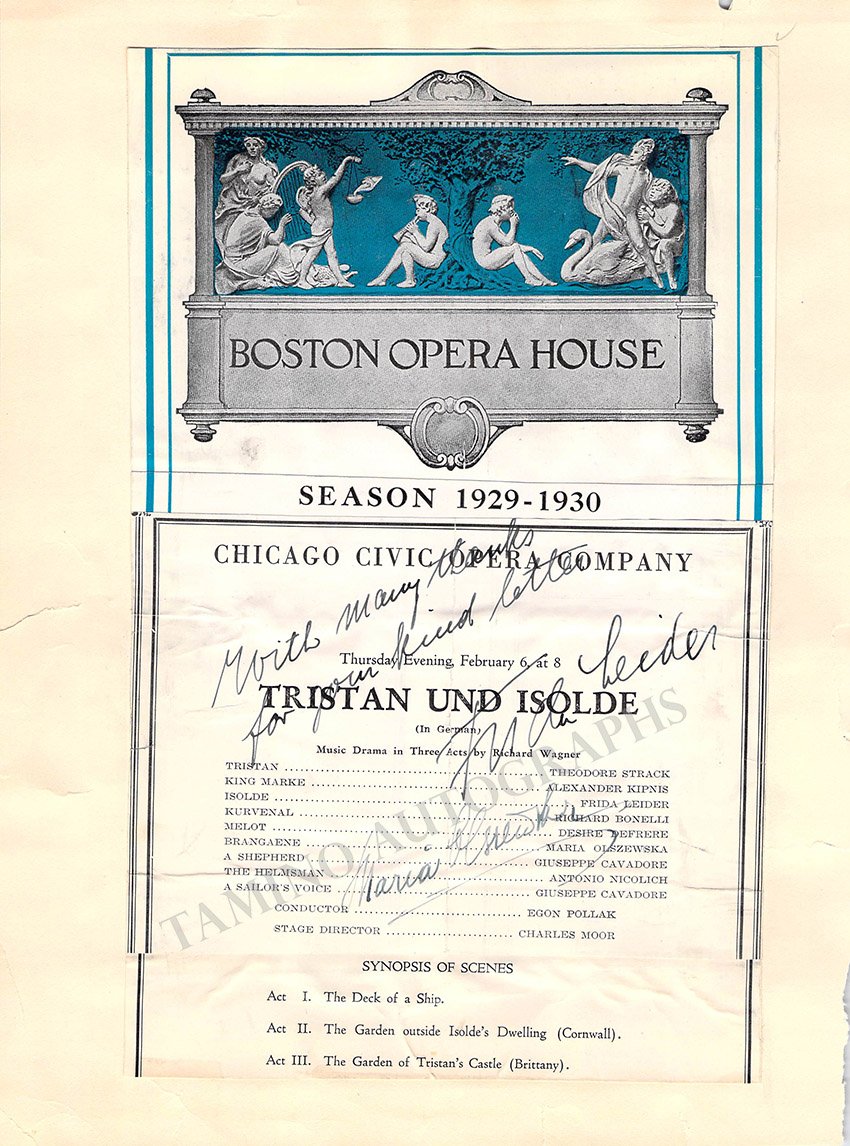 BOSTON OPERA HOUSE
SEASON 1929-1930
CHICAGO CIVIC OPERA COMPANY
With many thanks
for your kind letter
Frida Leider
Thursday Evening, February 6, at 8
TRISTAN UND ISOLDE
(In German)
Music Drama in Three Acts by Richard Wagner
TRISTAN ........ THEODORE STRACK
KING MARKE ........ ALEXANDER KIPNIS
ISOLDE ........ FRIDA LEIDER
KURVENAL ........ RICHARD BONELLI
MELOT ........ DESIRE DEFRERE
BRANGAENE ........ MARIA OLSZEWSKA
A SHEPHERD ........ GIUSEPPE CAVADORE
THE HELMSMAN ........ ANTONIO NICOLICH
A SAILOR'S VOICE ........ GIUSEPPE CAVADORE
Maria Olszewska
CONDUCTOR ........ EGON POLLAK
STAGE DIRECTOR ........ CHARLES MOOR
TAMINO AUTOGRAPHS
SYNOPSIS OF SCENES
Act I. The Deck of a Ship.
Act II. The Garden outside Isolde's Dwelling (Cornwall).
Act III. The Garden of Tristan's Castle (Brittany).